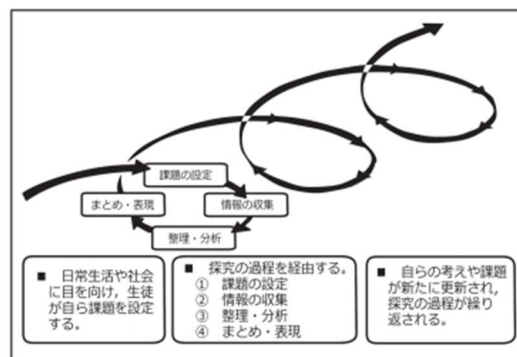 課題の設定
まとめ・表現
情報の収集
整理・分析
■ 日常生活や社会
に目を向け，生徒
が自ら課題を設定
する。
■ 探究の過程を経由する。
① 課題の設定
② 情報の収集
③ 整理・分析
④ まとめ・表現
■ 自らの考えや課題
が新たに更新され，
探究の過程が繰り
返される。